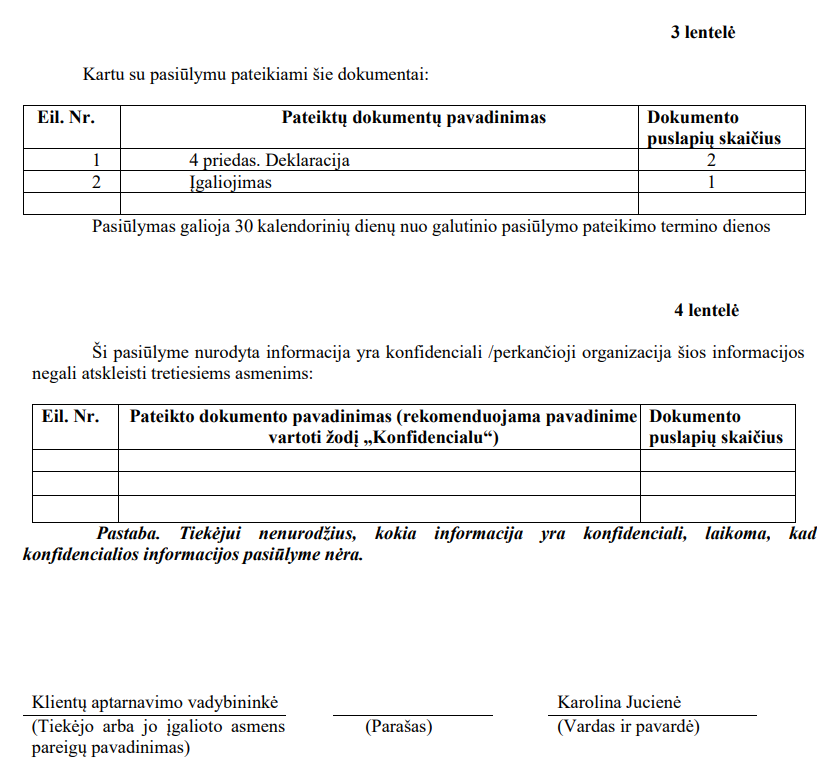 3 lentelė
Kartu su pasiūlymu pateikiami šie dokumentai:
Eil. Nr. Pateiktų dokumentų pavadinimas Dokumento puslapių skaičius
1 4 priedas. Deklaracija 2
2 Įgaliojimas 1
Pasiūlymas galioja 30 kalendorinių dienų nuo galutinio pasiūlymo pateikimo termino dienos
4 lentelė
Ši pasiūlyme nurodyta informacija yra konfidenciali /perkančioji organizacija šios informacijos
negali atskleisti tretiesiems asmenims:
Eil. Nr. Pateikto dokumento pavadinimas (rekomenduojama pavadinime vartoti žodį „Konfidencialu“) Dokumento puslapių skaičius
Pastaba. Tiekėjui nenurodžius, kokia informacija yra konfidenciali, laikoma, kad
konfidencialios informacijos pasiūlyme nėra.
Klientų aptarnavimo vadybininkė Karolina Jucienė
(Tiekėjo arba jo įgalioto asmens (Parašas) (Vardas ir pavardė)
pareigų pavadinimas)